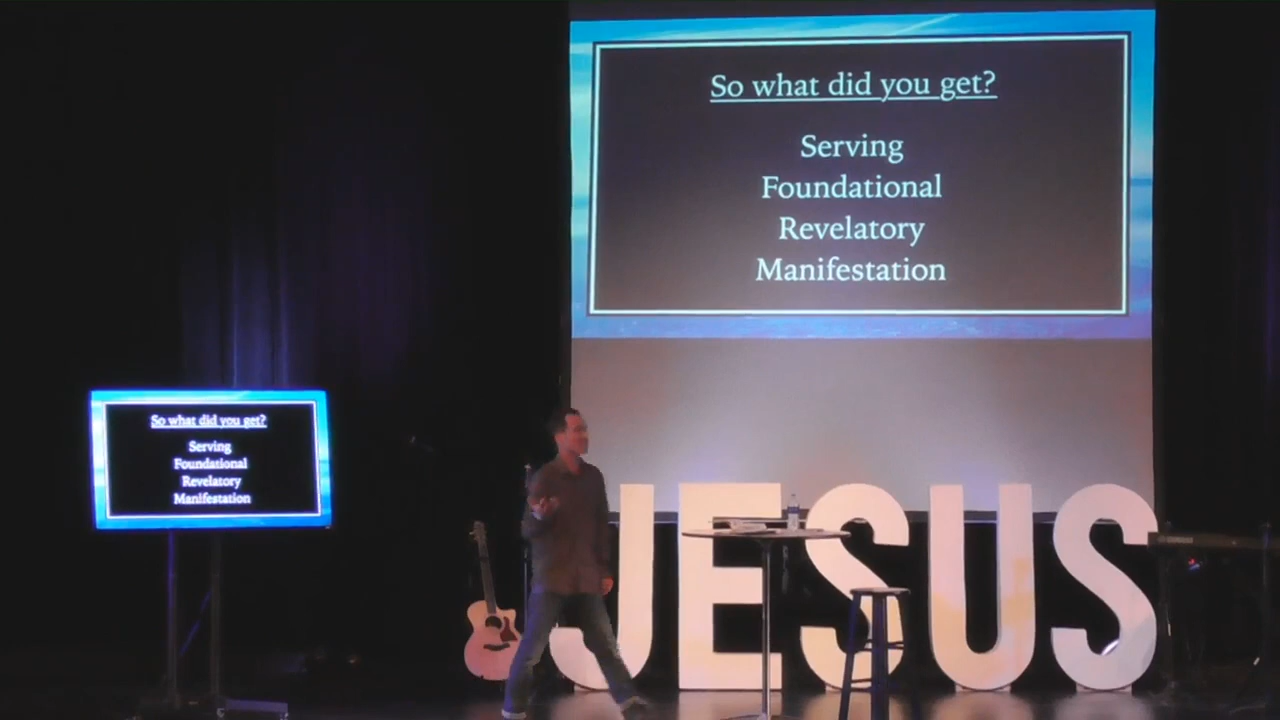 So what did you get?
Serving
Foundational
Revelatory
Manifestation
So what did you get?
Serving
Foundational
Revelatory
Manifestation
JESUS